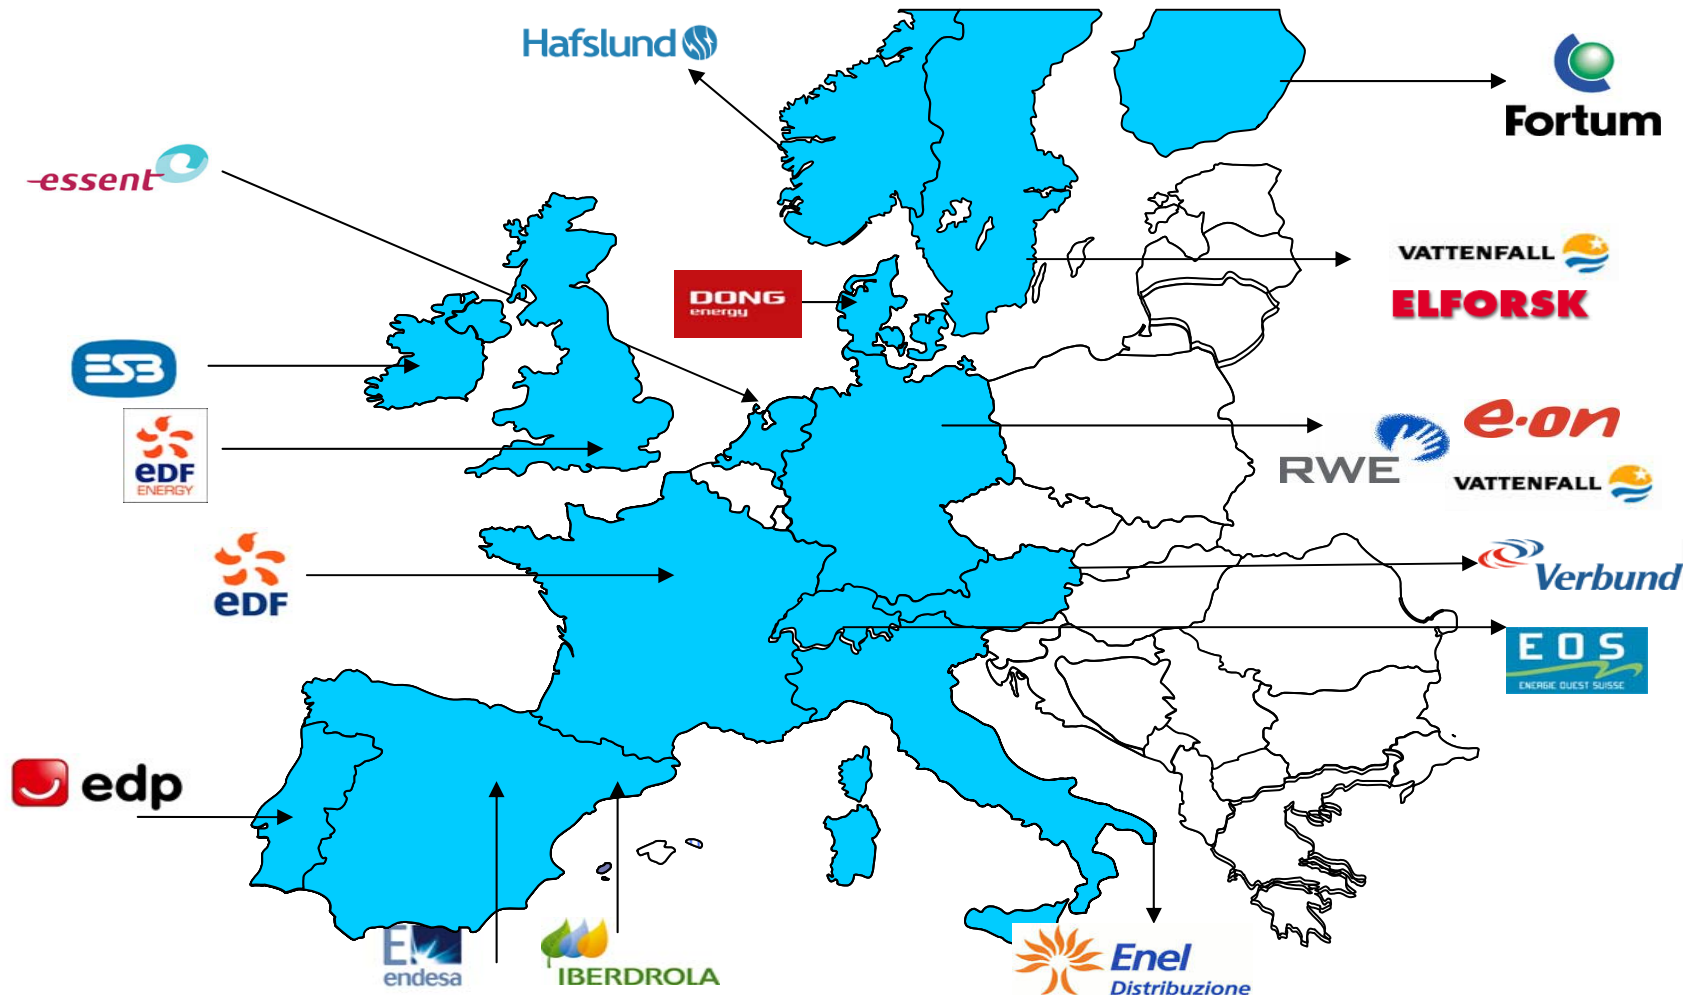 Hafslund
Fortum
essent
VATTENFALL
DONG
energy
ELFORSK
ESB
eDF
ENERGY
e·on
RWE
VATTENFALL
eDF
Verbund
EOS
ENERGIE OUEST SUISSE
edp
E
endesa
IBERDROLA
Enel
Distribuzione